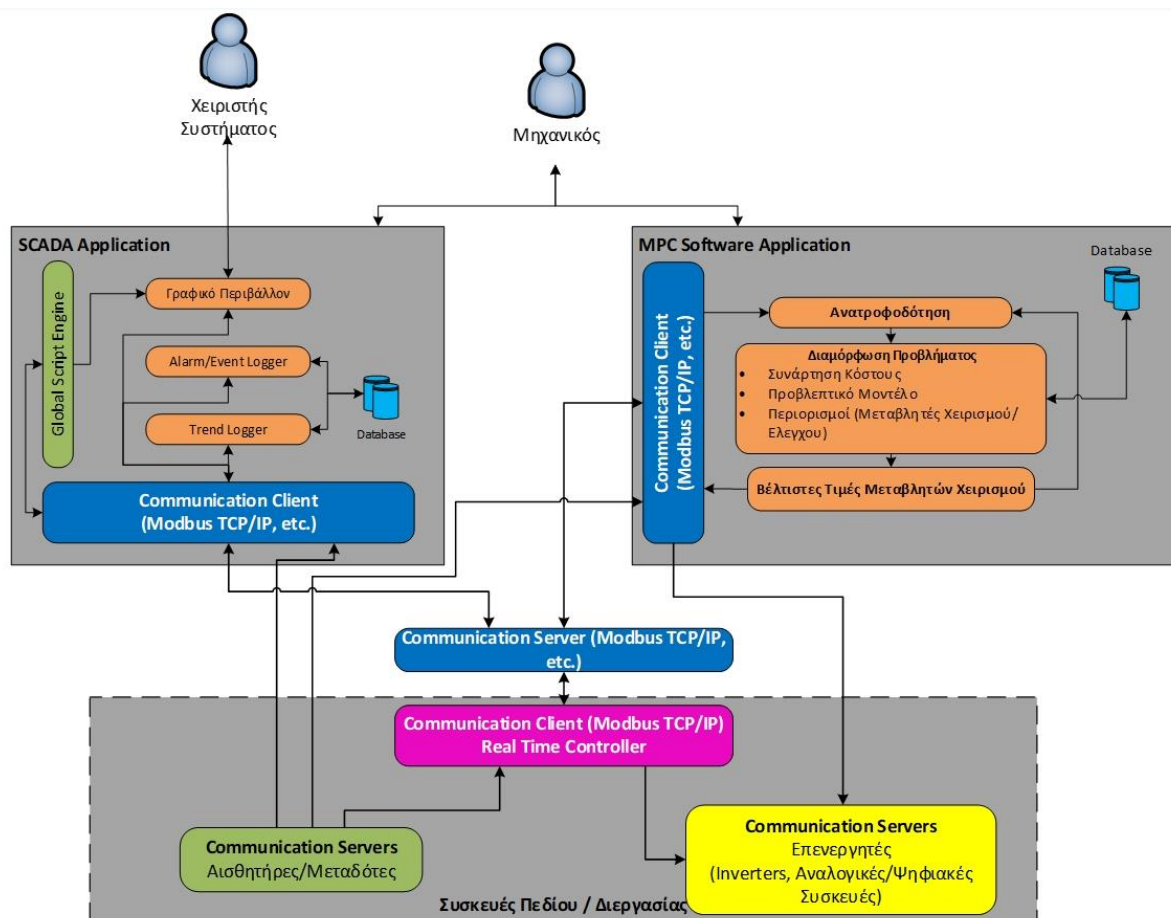 Χειριστής
Συστήματος
Μηχανικός
SCADA Application
Global Script Engine
Γραφικό Περιβάλλον
Alarm/Event Logger
Trend Logger
Database
Communication Client
(Modbus TCP/IP, etc.)
MPC Software Application
Database
Communication Client
(Modbus TCP/IP, etc.)
Ανατροφοδότηση
Διαμόρφωση Προβλήματος
• Συνάρτηση Κόστους
• Προβλεπτικό Μοντέλο
• Περιορισμοί (Μεταβλητές Χειρισμού/
Ελεγχου)
Βέλτιστες Τιμές Μεταβλητών Χειρισμού
Communication Server (Modbus TCP/IP,
etc.)
Communication Client (Modbus TCP/IP)
Real Time Controller
Communication Servers
Αισθητήρες/Μεταδότες
Communication Servers
Επενεργητές
(Inverters, Αναλογικές/Ψηφιακές
Συσκευές)
Συσκευές Πεδίου / Διεργασίας